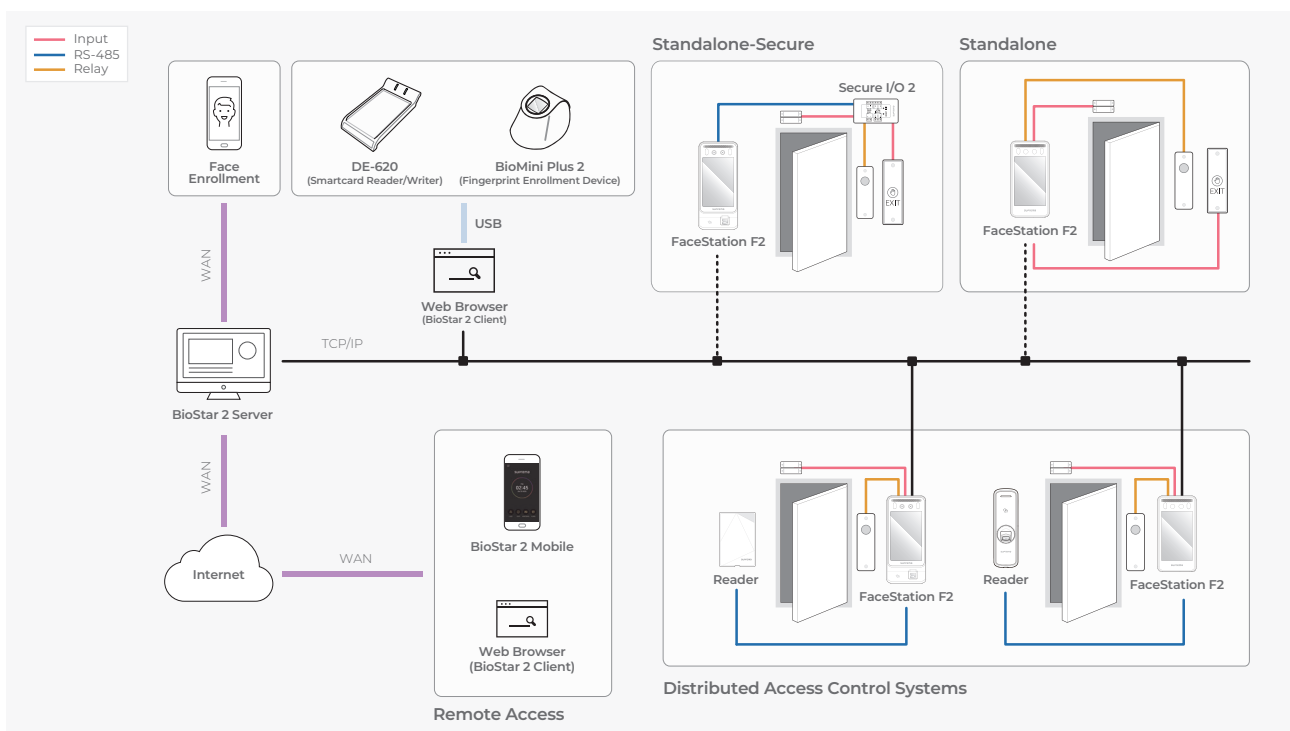 Input
RS-485
Relay
Face
Enrollment
DE-620
(Smartcard Reader/Writer)
BioMini Plus 2
(Fingerprint Enrollment Device)
Standalone-Secure
Secure I/O 2
EXIT
FaceStation F2
Standalone
EXIT
FaceStation F2
WAN
USB
Web Browser
(BioStar 2 Client)
TCP/IP
BioStar 2 Server
WAN
Internet
WAN
02:45
BioStar 2 Mobile
Web Browser
(BioStar 2 Client)
Remote Access
Reader
FaceStation F2
Reader
FaceStation F2
Distributed Access Control Systems